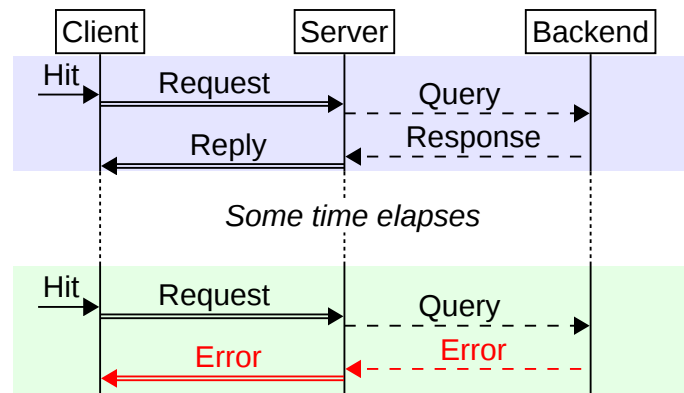 Client Server Backend
Hit
Request
Query
Response
Reply
Some time elapses
Hit
Request
Query
Error
Error